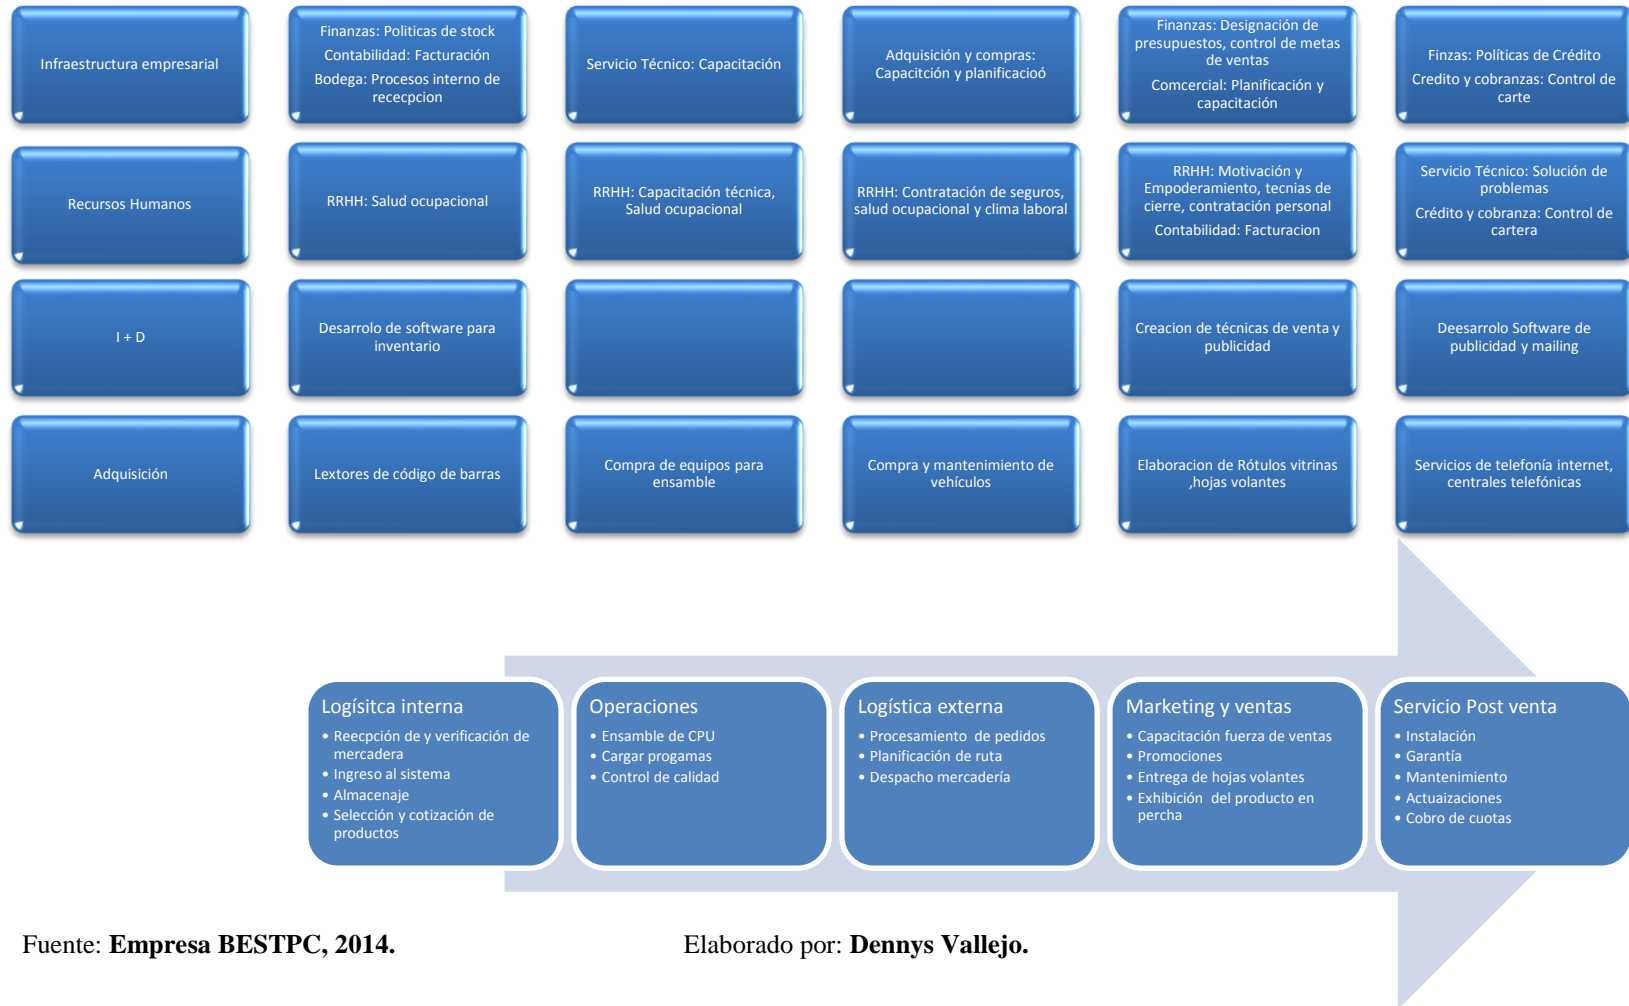 Infraestructura empresarial
Finanzas: Politicas de stock
Contabilidad: Facturación
Bodega: Procesos interno de
rececpcion
Servicio Técnico: Capacitación
Adquisición y compras:
Capacitción y planificacioó
Finanzas: Designación de
presupuestos, control de metas
de ventas
Comcercial: Planificación y
capacitación
Finzas: Políticas de Crédito
Credito y cobranzas: Control de
carte
Recursos Humanos
RRHH: Salud ocupacional
RRHH: Capacitación técnica,
Salud ocupacional
RRHH: Contratación de seguros,
salud ocupacional y clima laboral
RRHH: Motivación y
Empoderamiento, tecnias de
cierre, contratación personal
Contabilidad: Facturacion
Servicio Técnico: Solución de
problemas
Crédito y cobranza: Control de
cartera
I + D
Desarrolo de software para
inventario
Creacion de técnicas de venta y
publicidad
Deesarrolo Software de
publicidad y mailing
Adquisición
Lextores de código de barras
Compra de equipos para
ensamble
Compra y mantenimiento de
vehículos
Elaboracion de Rótulos vitrinas
,hojas volantes
Servicios de telefonía internet,
centrales telefónicas
Logísitca interna
• Reecpción de y verificación de
mercadera
• Ingreso al sistema
• Almacenaje
• Selección y cotización de
productos
Operaciones
• Ensamble de CPU
• Cargar progamas
• Control de calidad
Logística externa
• Procesamiento de pedidos
• Planificación de ruta
• Despacho mercadería
Marketing y ventas
• Capacitación fuerza de ventas
• Promociones
• Entrega de hojas volantes
• Exhibición del producto en
percha
Servicio Post venta
• Instalación
• Garantía
• Mantenimiento
• Actuaizaciones
• Cobro de cuotas
Fuente: Empresa BESTPC, 2014.
Elaborado por: Dennys Vallejo.